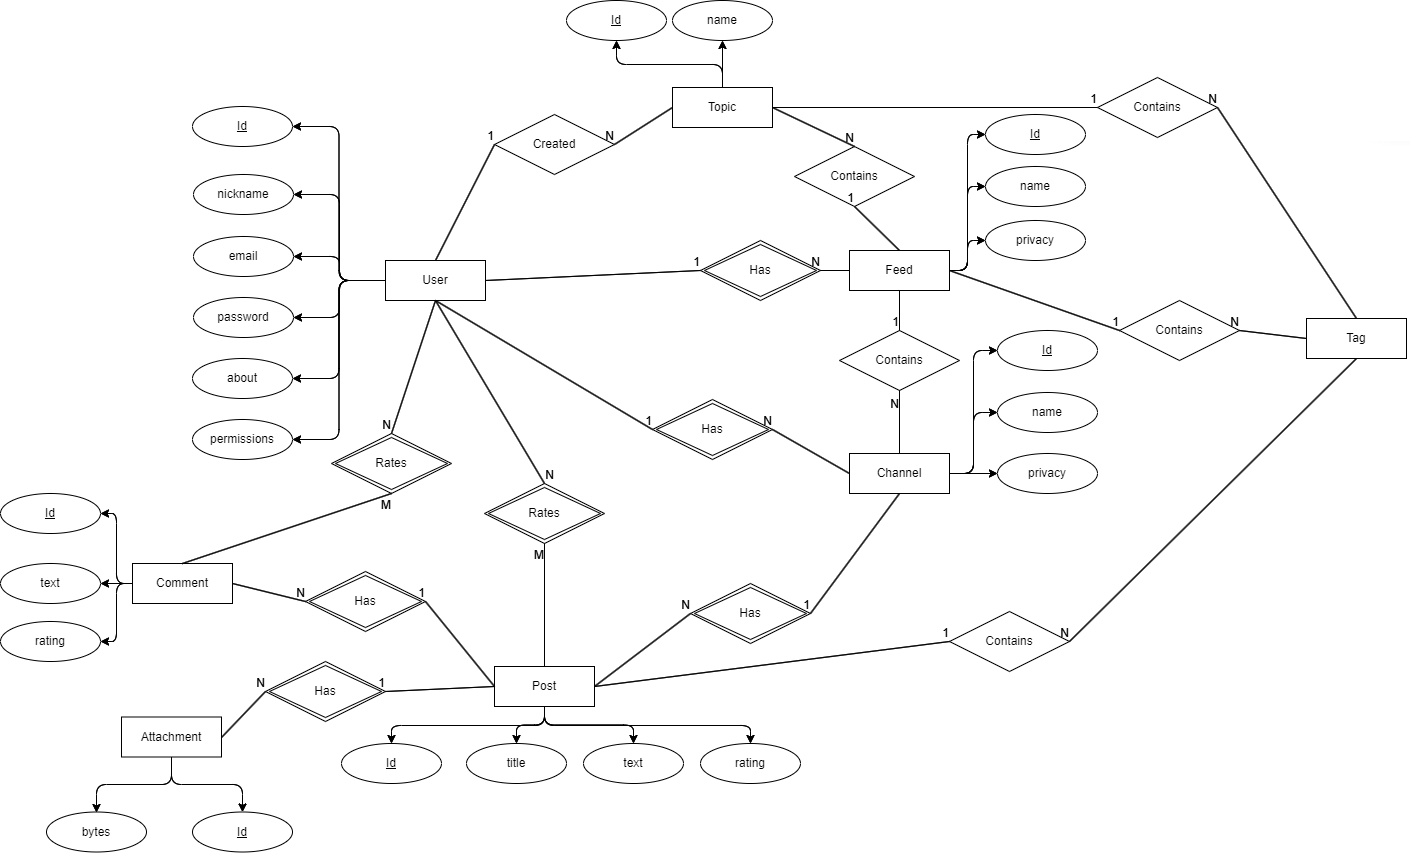 Id
name
Topic
1
N
Contains
Id
nickname
email
password
about
permissions
1
N
Created
N
Contains
1
Id
name
privacy
User
1
N
Has
Feed
1
Contains
N
1
N
Contains
Tag
Id
name
privacy
1
N
Has
Channel
N
Rates
M
N
Rates
M
Id
text
rating
Comment
N
1
Has
N
1
Has
1
N
Contains
N
1
Has
Post
Attachment
Id
title
text
rating
bytes
Id